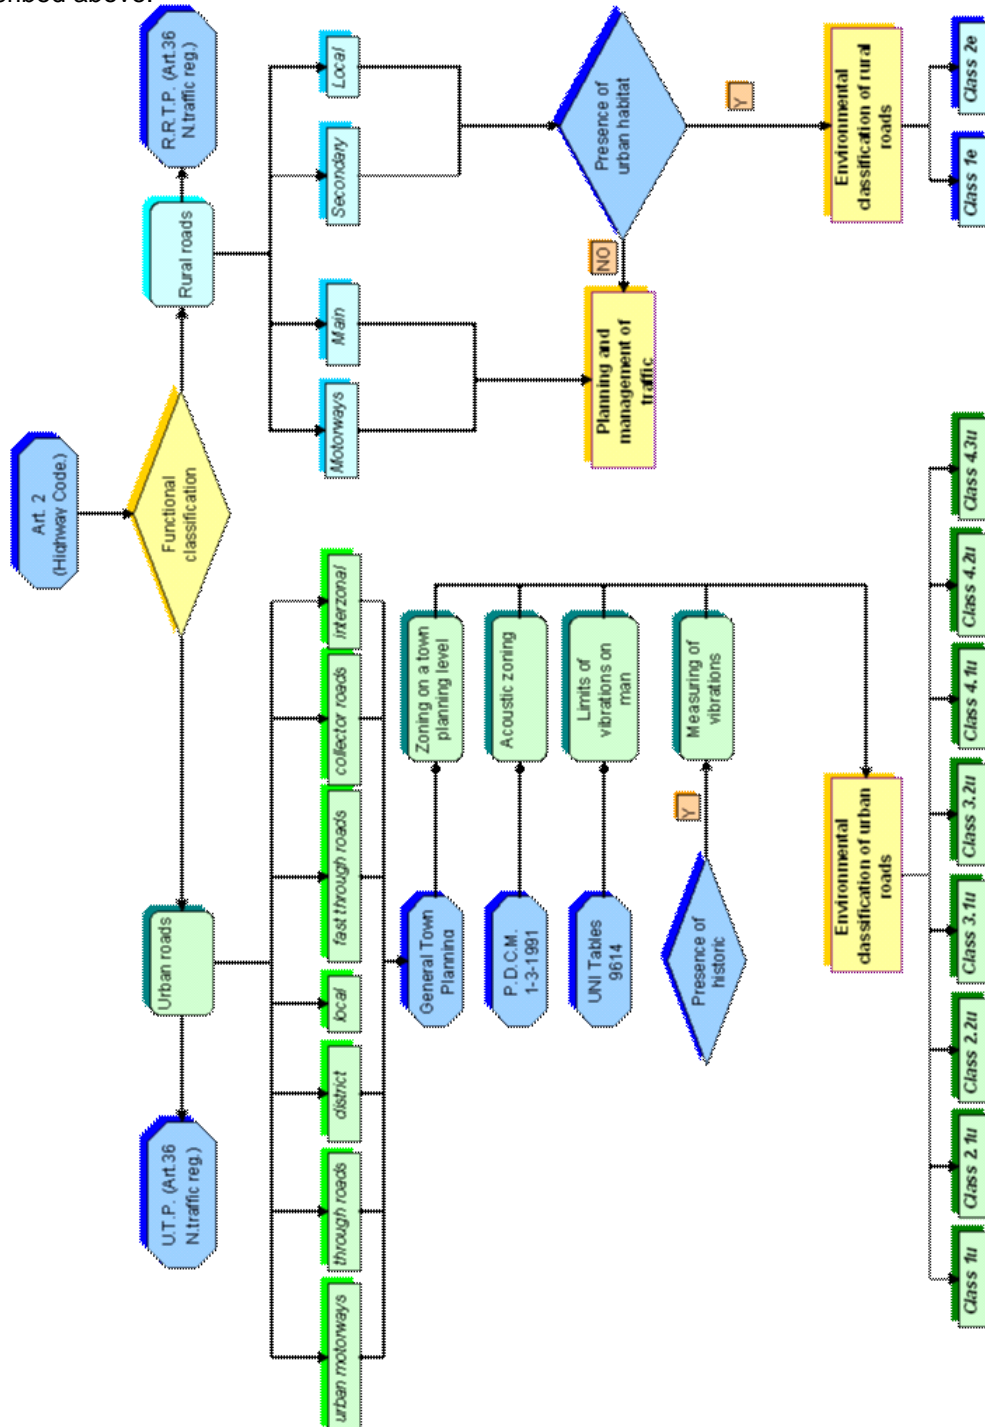 cribed above.
Art. 2
(Highway Code.)
Functional
classification
U.T.P. (Art.36
N.traffic reg.)
Urban roads
Rural roads
R.R.T.P. (Art.36
N.traffic reg.)
urban motorways
through roads
district
local
fast through roads
collector roads
interzonal
Motorways
Main
Secondary
Local
General Town
Planning
Zoning on a town
planning level
P.D.C.M.
1-3-1991
Acoustic zoning
UNI Tables
9614
Limits of
vibrations on
man
Presence of
historic
Y
Measuring of
vibrations
Planning and
management of
traffic
NO
Presence of
urban habitat
Y
Environmental
classification of urban
roads
Environmental
classification of rural
roads
Class 1u
Class 2.1u
Class 2.2u
Class 3.1u
Class 3.2u
Class 4.1u
Class 4.2u
Class 4.3u
Class 1e
Class 2e